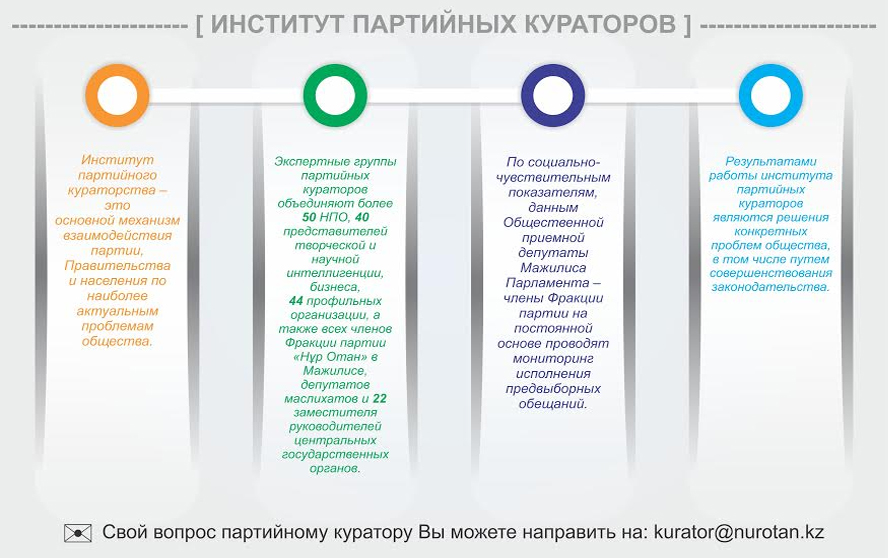 [ ИНСТИТУТ ПАРТИЙНЫХ КУРАТОРОВ ]
Институт
партийного
кураторства –
это
основной механизм
взаимодействия
партии,
Правительства
и населения по
наиболее
актуальным
проблемам
общества.
Экспертные группы
партийных
кураторов
объединяют более
50 НПО, 40
представителей
творческой и
научной
интеллигенции,
бизнеса,
44 профильных
организации, а
также всех членов
Фракции партии
«Нұр Отан» в
Мажилисе,
депутатов
маслихатов и 22
заместителя
руководителей
центральных
государственных
органов.
По социально-
чувствительным
показателям,
данным
Общественной
приемной
депутаты
Мажилиса
Парламента –
члены Фракции
партии на
постоянной
основе проводят
мониторинг
исполнения
предвыборных
обещаний.
Результатами
работы института
партийных
кураторов
являются решения
конкретных
проблем общества,
в том числе путем
совершенствования
законодательства.
Свой вопрос партийному куратору Вы можете направить на: kurator@nurotan.kz